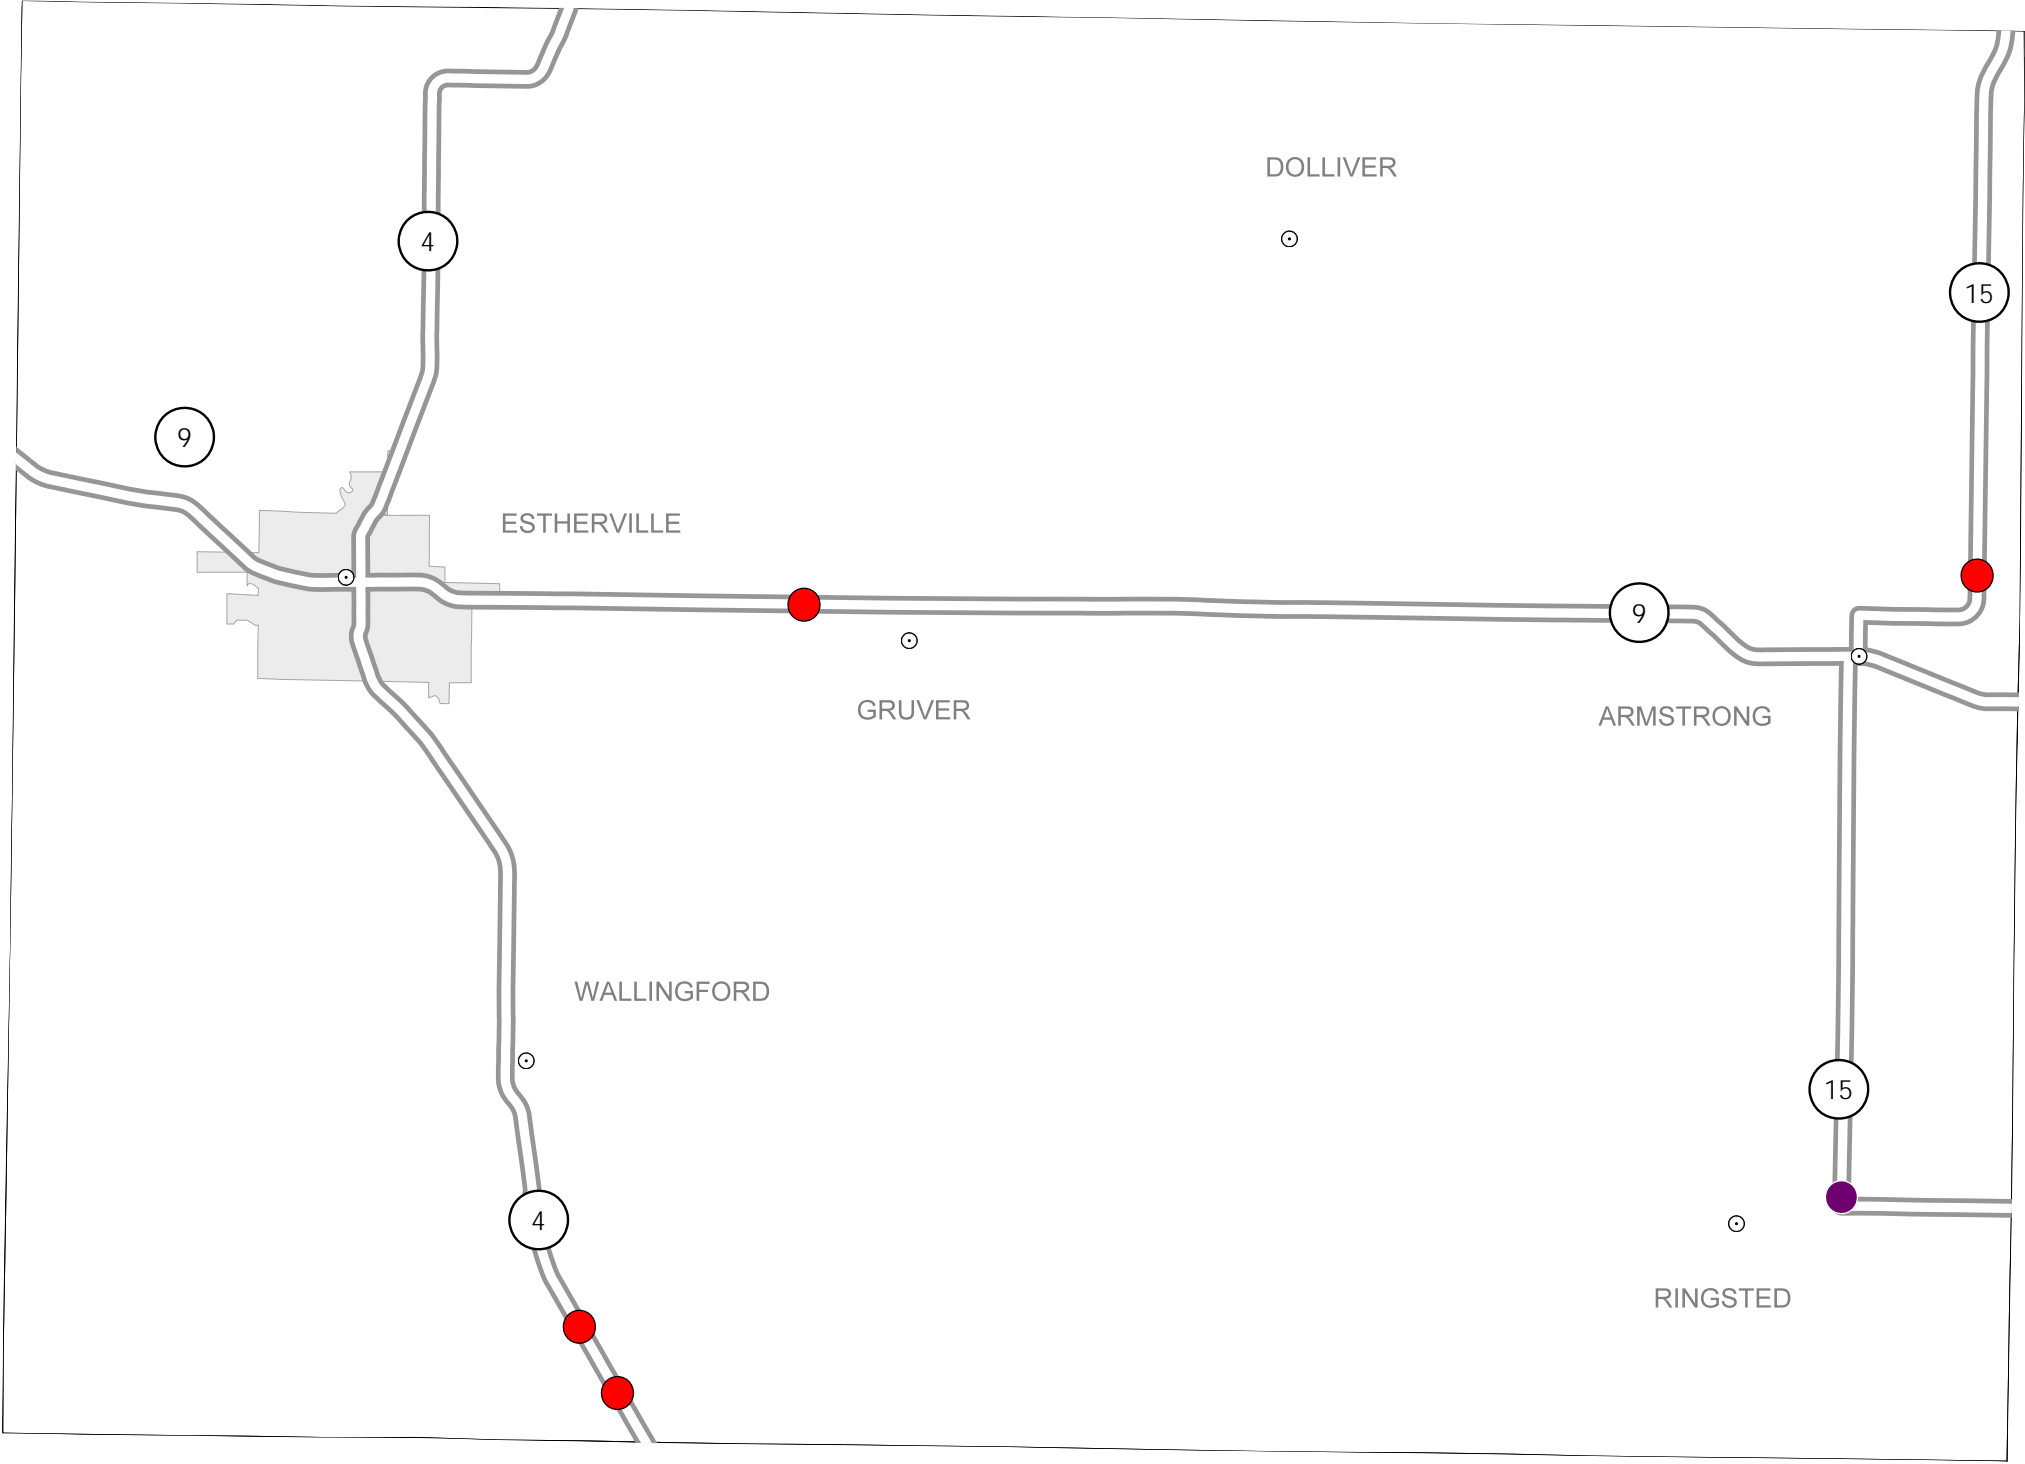 DOLLIVER
4
15
9
ESTHERVILLE
9
GRUVER
ARMSTRONG
WALLINGFORD
15
4
RINGSTED